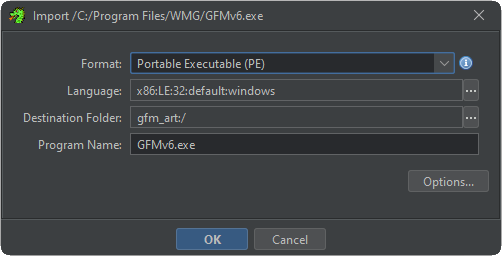 Import /C:/Program Files/WMG/GFMv6.exe
Format: Portable Executable (PE)
Language: x86:LE:32:default:windows ...
Destination Folder: gfm_art:/ ...
Program Name: GFMv6.exe
Options...
OK Cancel